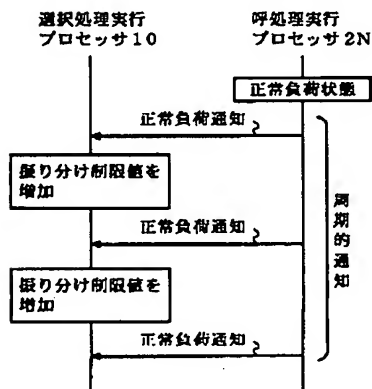 選択処理実行
プロセッサ10
呼処理実行
プロセッサ2N
正常負荷状態
正常負荷通知
振り分け制限値を
増加
正常負荷通知
振り分け制限値を
増加
正常負荷通知
周期的通知